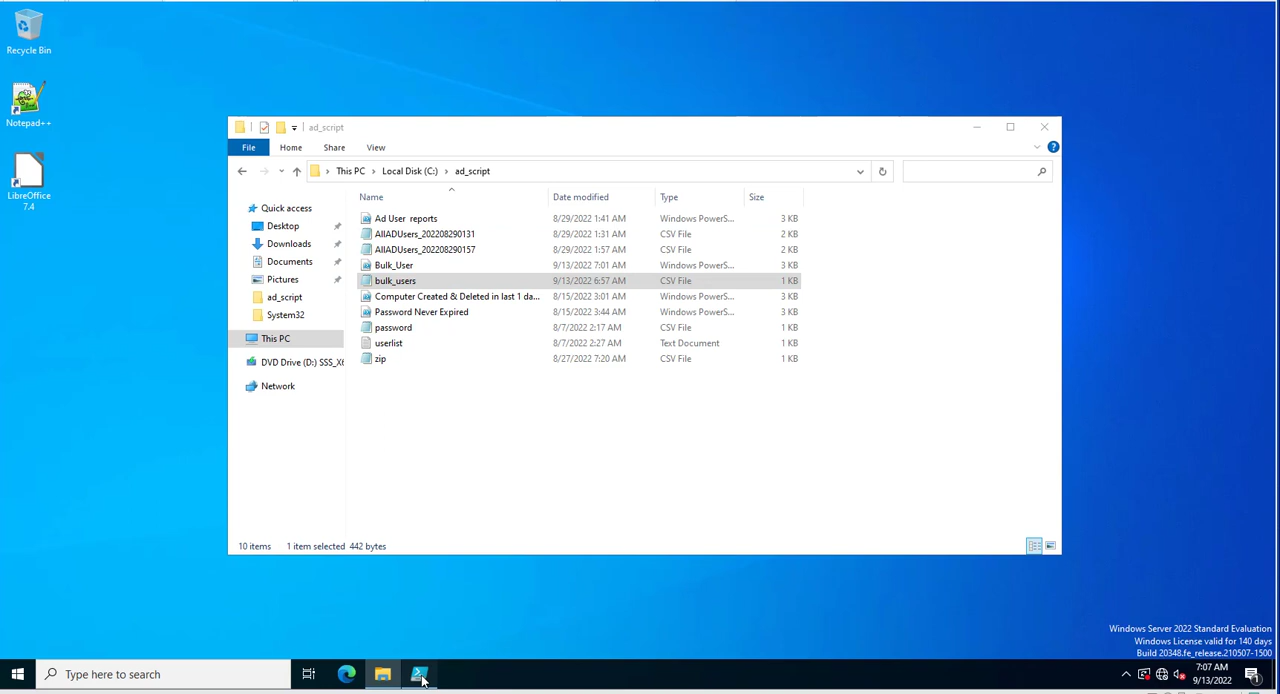 Recycle Bin
Notepad++
LibreOffice
7.4
ad_script
File Home Share View
This PC > Local Disk (C:) > ad_script
Name Date modified Type Size
Quick access
Desktop
Downloads
Documents
Pictures
ad_script
System32
This PC
DVD Drive (D:) SSS_X6
Network
Ad User reports 8/29/2022 1:41 AM Windows PowerS... 3 KB
AllADUsers_202208290131 8/29/2022 1:31 AM CSV File 2 KB
AllADUsers_202208290157 8/29/2022 1:57 AM CSV File 2 KB
Bulk_User 9/13/2022 7:01 AM Windows PowerS... 3 KB
bulk_users 9/13/2022 6:57 AM CSV File 1 KB
Computer Created & Deleted in last 1 da... 8/15/2022 3:01 AM Windows PowerS... 3 KB
Password Never Expired 8/15/2022 3:44 AM Windows PowerS... 3 KB
password 8/7/2022 2:17 AM CSV File 1 KB
userlist 8/7/2022 2:27 AM Text Document 1 KB
zip 8/27/2022 7:20 AM CSV File 1 KB
10 items 1 item selected 442 bytes
Windows Server 2022 Standard Evaluation
Windows License valid for 140 days
Build 20348.fe_release.210507-1500
Type here to search
7:07 AM
9/13/2022
1